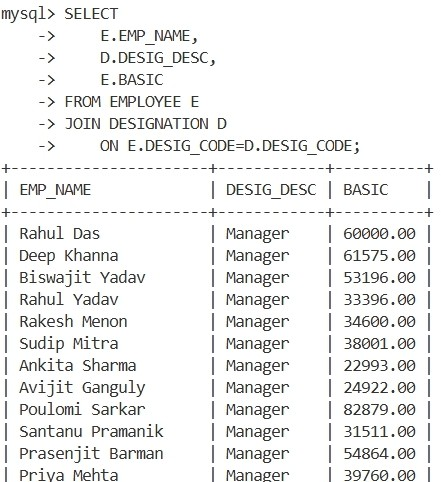 mysql> SELECT
    ->     E.EMP_NAME,
    ->     D.DESIG_DESC,
    ->     E.BASIC
    -> FROM EMPLOYEE E
    -> JOIN DESIGNATION D
    ->     ON E.DESIG_CODE=D.DESIG_CODE;
+----------------------+------------+----------+
| EMP_NAME             | DESIG_DESC | BASIC    |
+----------------------+------------+----------+
| Rahul Das            | Manager    | 60000.00 |
| Deep Khanna          | Manager    | 61575.00 |
| Biswajit Yadav       | Manager    | 53196.00 |
| Rahul Yadav          | Manager    | 33396.00 |
| Rakesh Menon         | Manager    | 34600.00 |
| Sudip Mitra          | Manager    | 38001.00 |
| Ankita Sharma        | Manager    | 22993.00 |
| Avijit Ganguly       | Manager    | 24922.00 |
| Poulomi Sarkar       | Manager    | 82879.00 |
| Santanu Pramanik     | Manager    | 31511.00 |
| Prasenjit Barman     | Manager    | 54864.00 |
| Priya Mehta          | Manager    | 39760.00 |